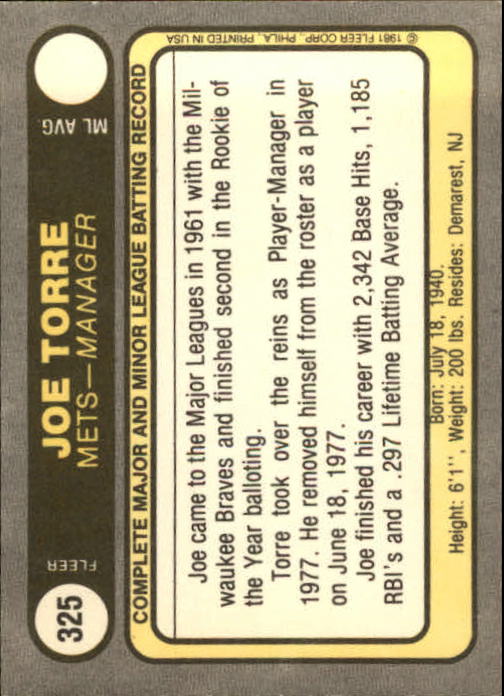 325
FLEER
JOE TORRE
METS—MANAGER
ML AVG.
COMPLETE MAJOR AND MINOR LEAGUE BATTING RECORD
Joe came to the Major Leagues in 1961 with the Mil-
waukee Braves and finished second in the Rookie of
the Year balloting.
Torre took over the reins as Player-Manager in
1977. He removed himself from the roster as a player
on June 18, 1977.
Joe finished his career with 2,342 Base Hits, 1,185
RBI's and a .297 Lifetime Batting Average.
Born: July 18, 1940.
Height: 6'1'', Weight: 200 lbs. Resides: Demarest, NJ
© 1981 FLEER CORP., PHILA., PRINTED IN USA